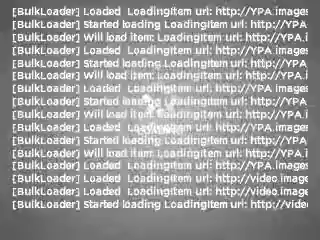 [BulkLoader] Loaded LoadingItem url: http://YPA.images
[BulkLoader] Started loading LoadingItem url: http://YPA
[BulkLoader] Will load item: LoadingItem url: http://YPA.i
[BulkLoader] Loaded LoadingItem url: http://YPA.images
[BulkLoader] Started loading LoadingItem url: http://YPA
[BulkLoader] Will load item: LoadingItem url: http://YPA.i
[BulkLoader] Loaded LoadingItem url: http://YPA.images
[BulkLoader] Started loading LoadingItem url: http://YPA
[BulkLoader] Will load item: LoadingItem url: http://YPA.i
[BulkLoader] Loaded LoadingItem url: http://YPA.images
[BulkLoader] Started loading LoadingItem url: http://YPA
[BulkLoader] Will load item: LoadingItem url: http://YPA.i
[BulkLoader] Loaded LoadingItem url: http://YPA.images
[BulkLoader] Loaded LoadingItem url: http://video.image
[BulkLoader] Loaded LoadingItem url: http://video.image
[BulkLoader] Started loading LoadingItem url: http://vide